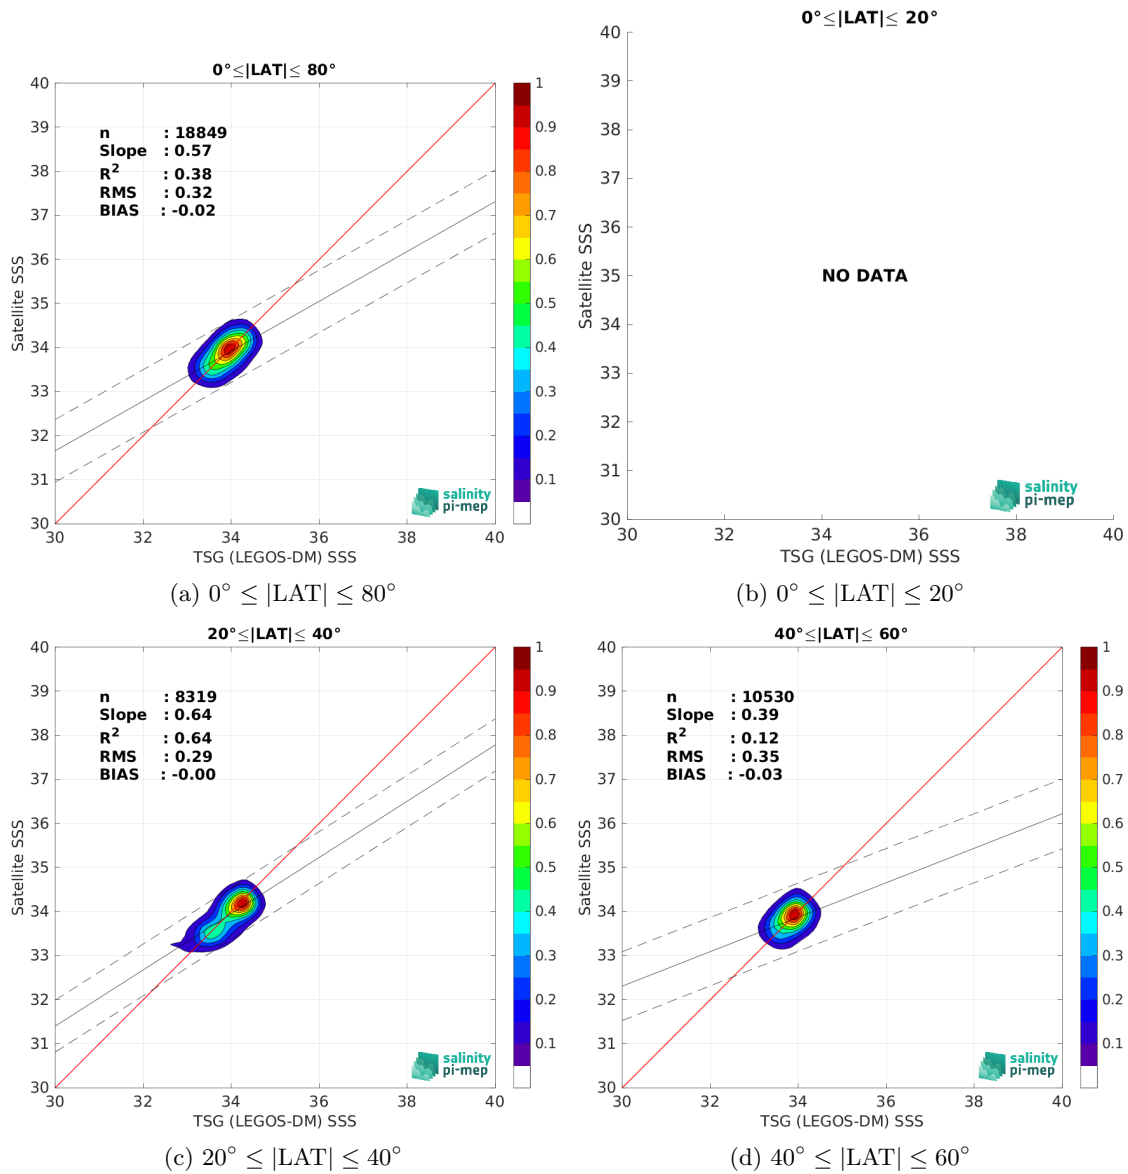 0°≤|LAT|≤ 80°
40
39
38
37
36
35
34
33
32
31
30
Satellite SSS
n : 18849
Slope : 0.57
R² : 0.38
RMS : 0.32
BIAS : -0.02
salinity
pi-mep
30 32 34 36 38 40
TSG (LEGOS-DM) SSS
1
0.9
0.8
0.7
0.6
0.5
0.4
0.3
0.2
0.1
(a) 0° ≤ |LAT| ≤ 80°
0°≤|LAT|≤ 20°
40
39
38
37
36
35
34
33
32
31
30
Satellite SSS
NO DATA
salinity
pi-mep
30 32 34 36 38 40
TSG (LEGOS-DM) SSS
(b) 0° ≤ |LAT| ≤ 20°
20°≤|LAT|≤ 40°
40
39
38
37
36
35
34
33
32
31
30
Satellite SSS
n : 8319
Slope : 0.64
R² : 0.64
RMS : 0.29
BIAS : -0.00
salinity
pi-mep
30 32 34 36 38 40
TSG (LEGOS-DM) SSS
1
0.9
0.8
0.7
0.6
0.5
0.4
0.3
0.2
0.1
(c) 20° ≤ |LAT| ≤ 40°
40°≤|LAT|≤ 60°
40
39
38
37
36
35
34
33
32
31
30
Satellite SSS
n : 10530
Slope : 0.39
R² : 0.12
RMS : 0.35
BIAS : -0.03
salinity
pi-mep
30 32 34 36 38 40
TSG (LEGOS-DM) SSS
1
0.9
0.8
0.7
0.6
0.5
0.4
0.3
0.2
0.1
(d) 40° ≤ |LAT| ≤ 60°